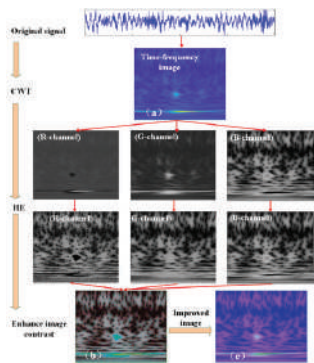 Original signal
Time-frequency
image
CWT
(a)
(R-channel)
(G-channel)
(B-channel)
HE
(R-channel)
G-channel)
(B-channel)
Enhance image
contrast
(b)
Improved
image
(c)